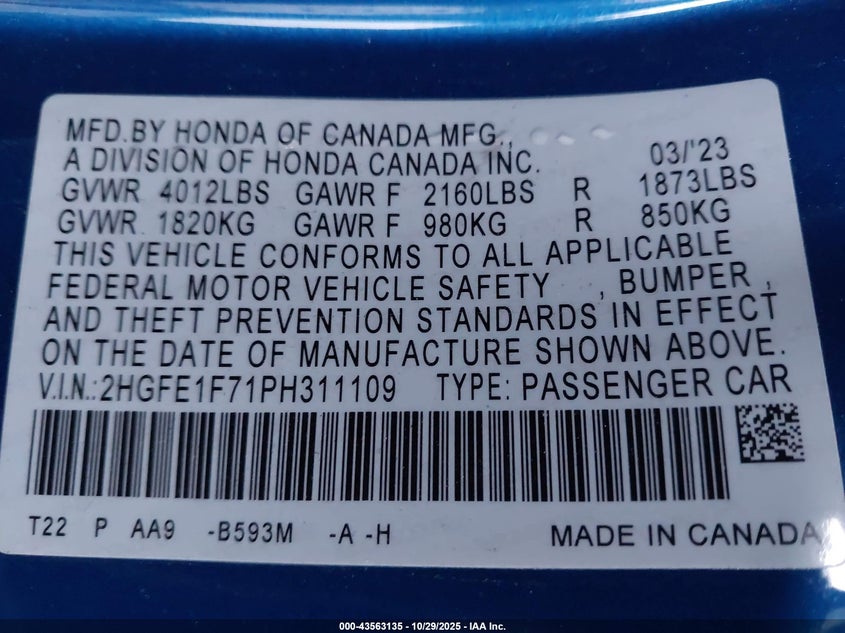 MFD.BY HONDA OF CANADA MFG.,
A DIVISION OF HONDA CANADA INC. 03/'23
GVWR 4012LBS GAWR F 2160LBS R 1873LBS
GVWR 1820KG GAWR F 980KG R 850KG
THIS VEHICLE CONFORMS TO ALL APPLICABLE
FEDERAL MOTOR VEHICLE SAFETY , BUMPER ,
AND THEFT PREVENTION STANDARDS IN EFFECT
ON THE DATE OF MANUFACTURE SHOWN ABOVE.
V.I.N.: 2HGFE1F71PH311109 TYPE: PASSENGER CAR
T22 P AA9 -B593M -A -H MADE IN CANADA
000-43563135 - 10/29/2025 - IAA Inc.